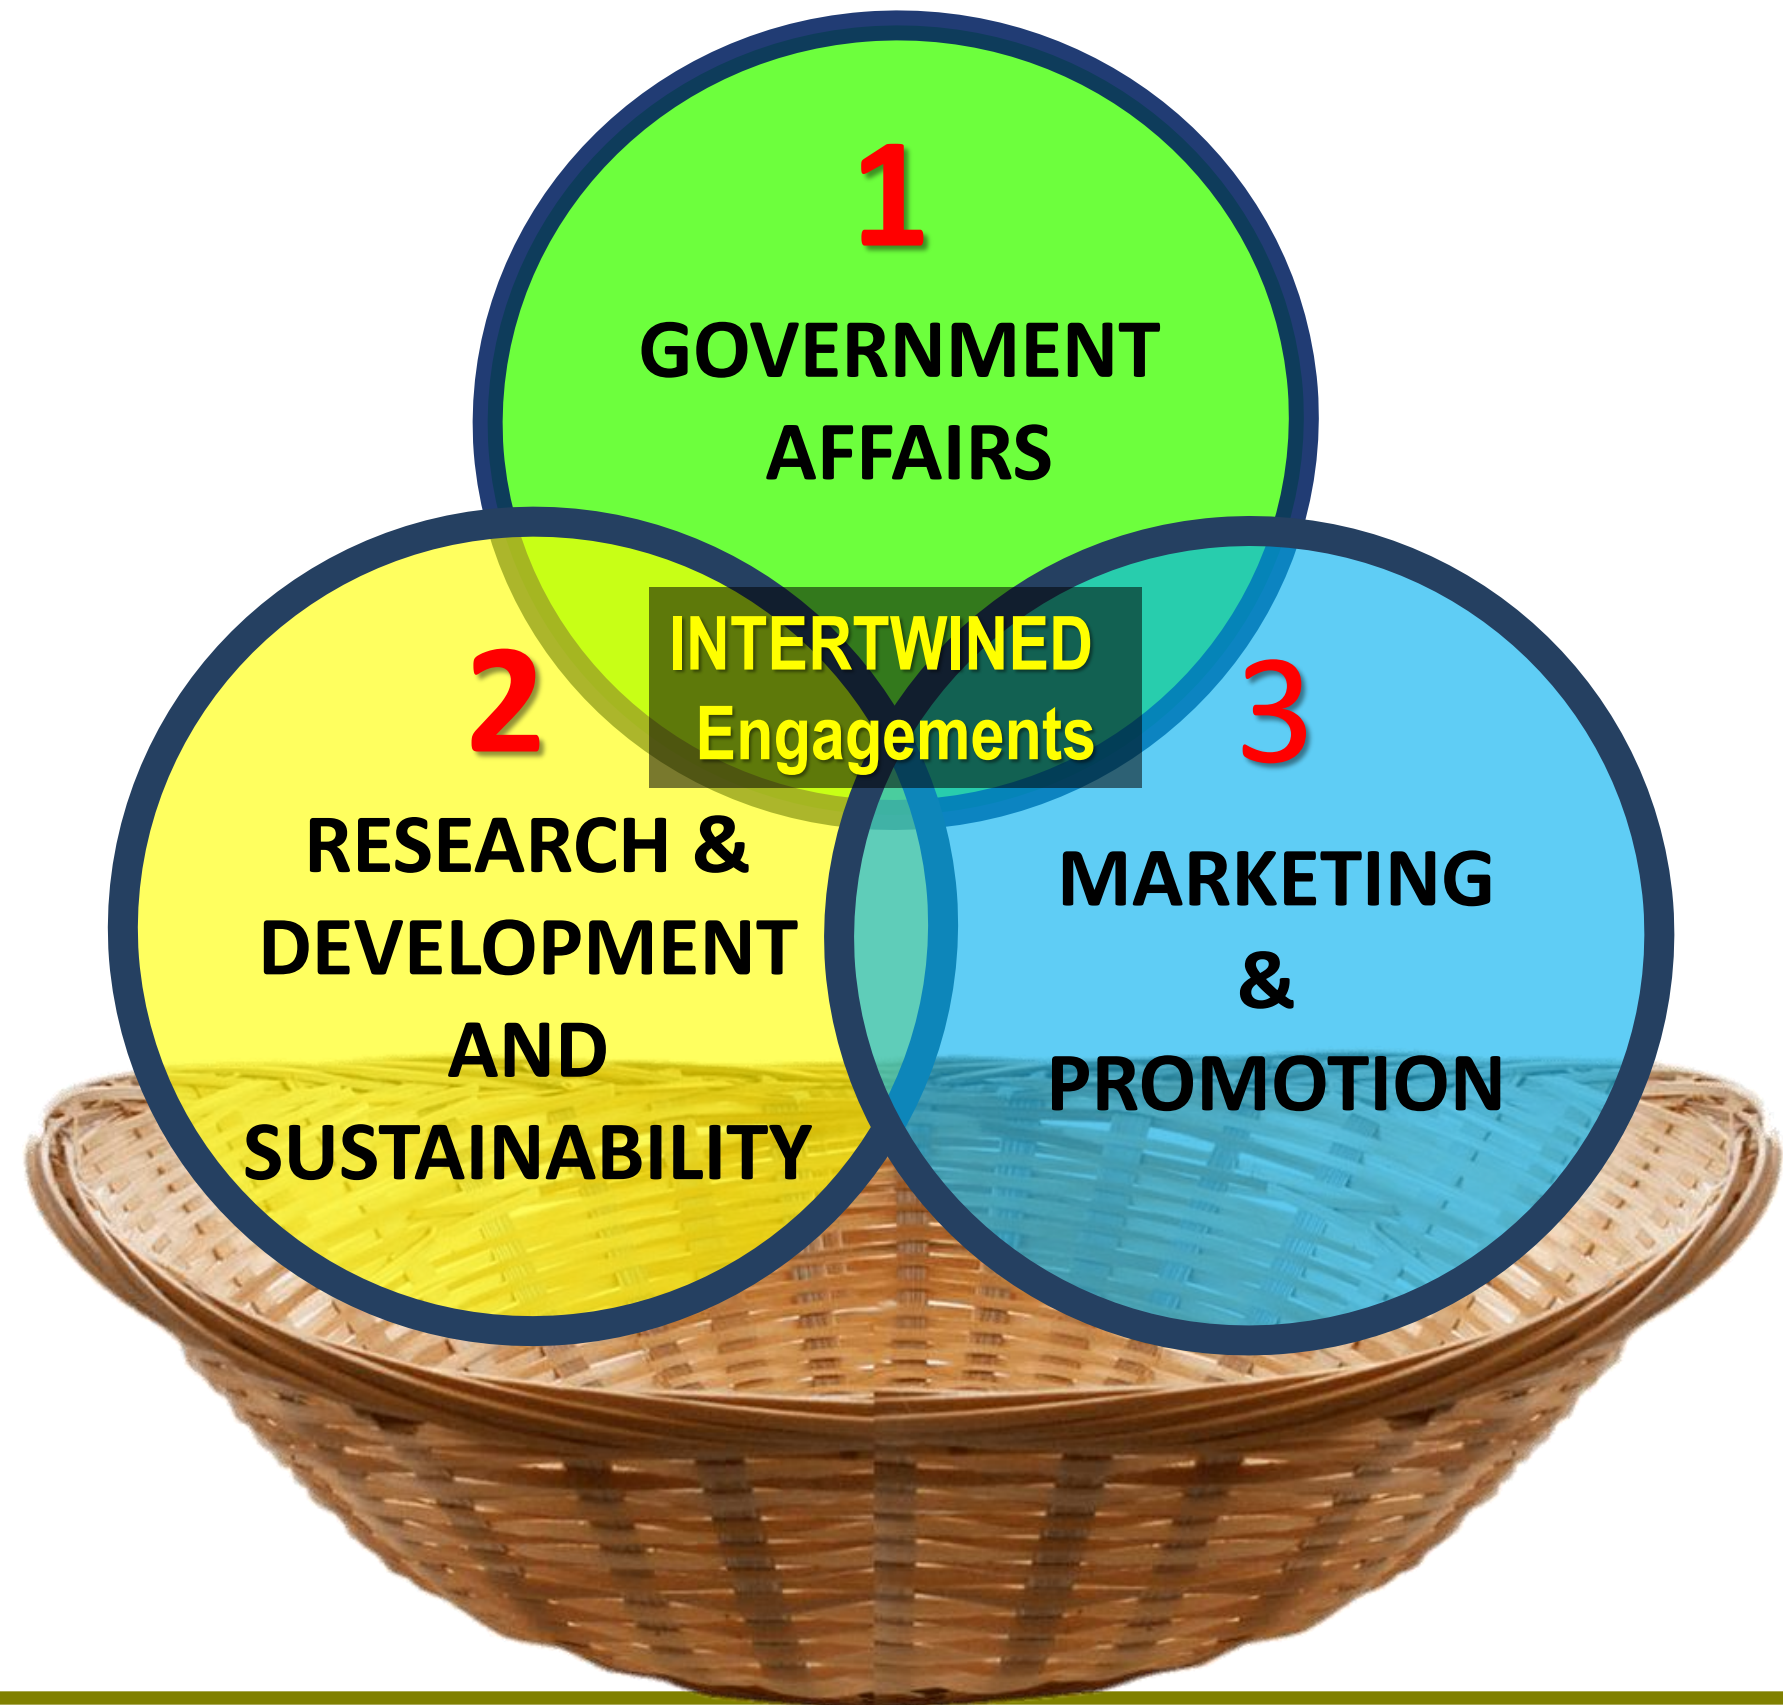 1
GOVERNMENT
AFFAIRS
INTERTWINED
Engagements
2
RESEARCH &
DEVELOPMENT
AND
SUSTAINABILITY
3
MARKETING
&
PROMOTION